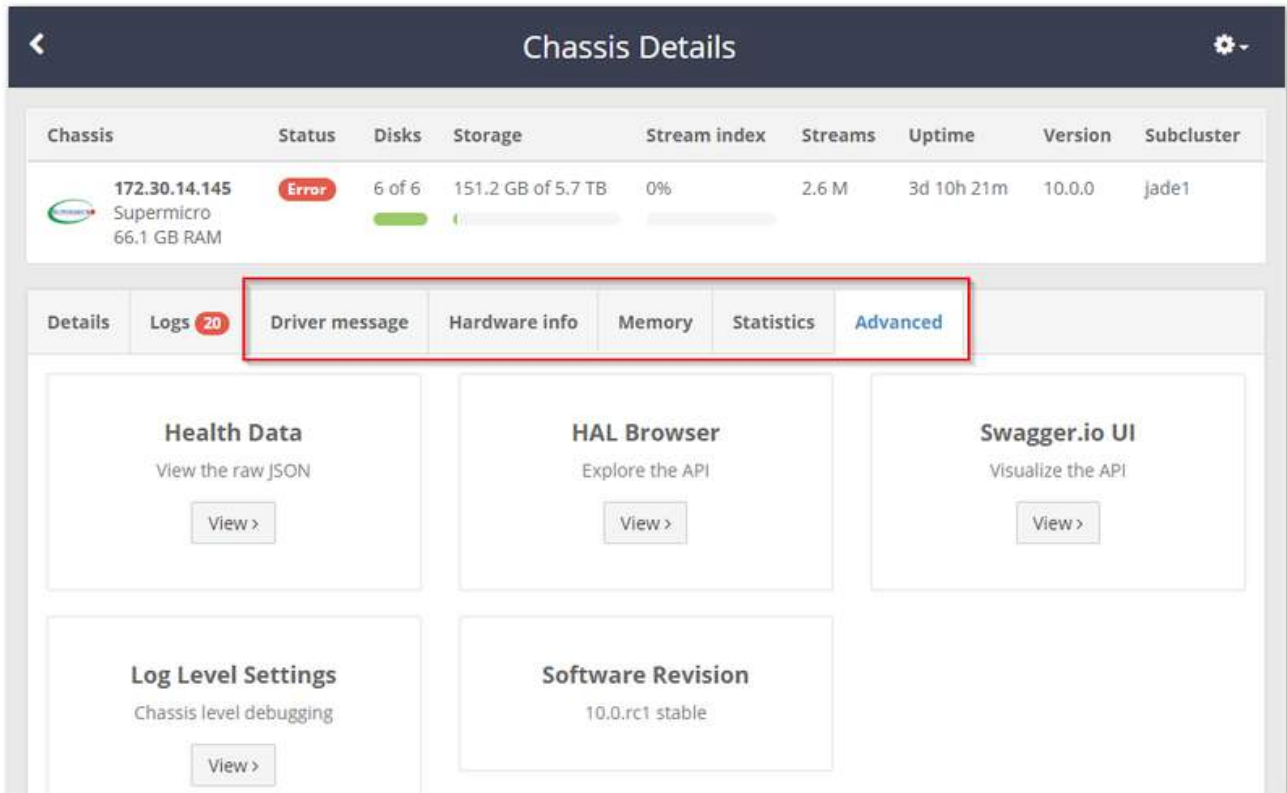 Chassis Details
Chassis Status Disks Storage Stream index Streams Uptime Version Subcluster
172.30.14.145 Error 6 of 6 151.2 GB of 5.7 TB 0% 2.6 M 3d 10h 21m 10.0.0 jade1
Supermicro
66.1 GB RAM
Details Logs 20 Driver message Hardware info Memory Statistics Advanced
Health Data HAL Browser Swagger.io UI
View the raw JSON Explore the API Visualize the API
View › View › View ›
Log Level Settings Software Revision
Chassis level debugging 10.0.rc1 stable
View ›